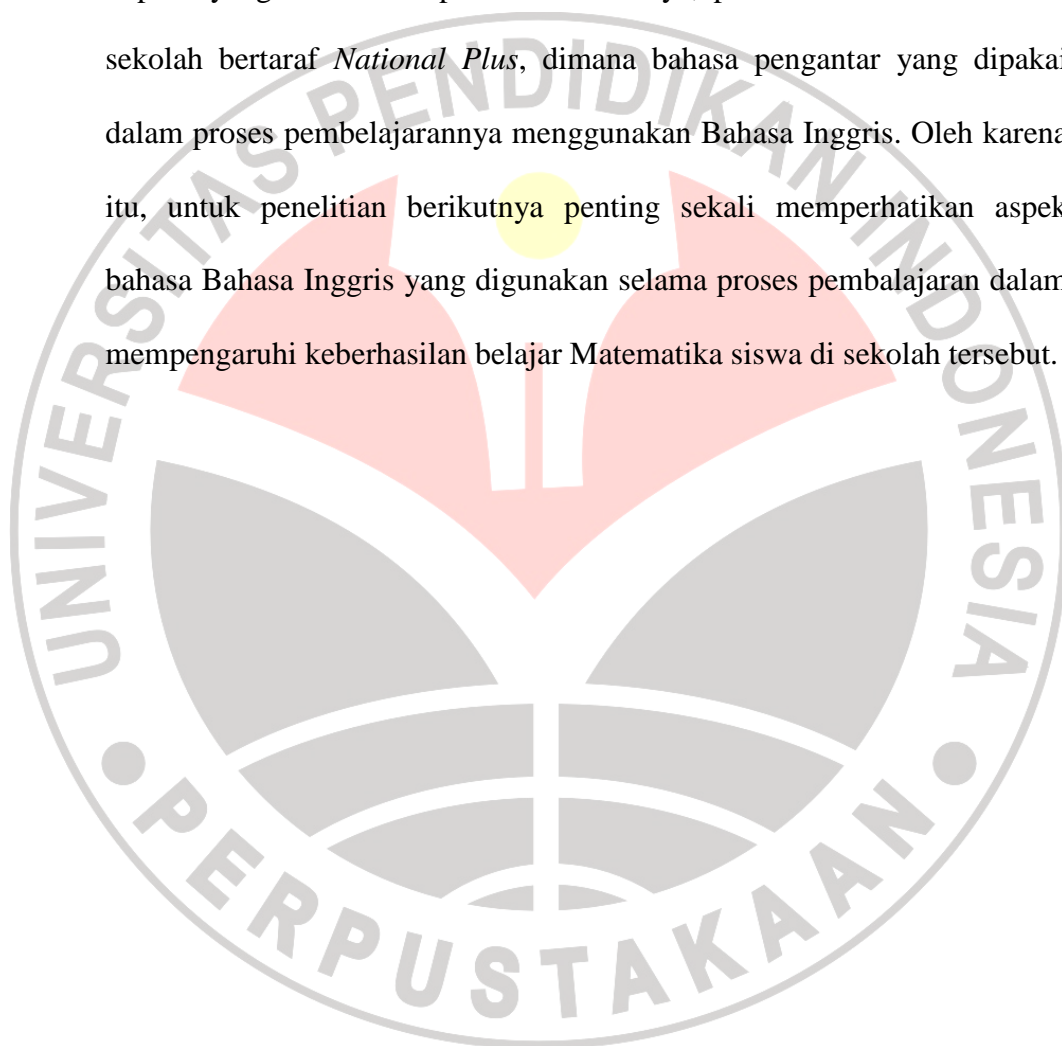 sekolah bertaraf National Plus, dimana bahasa pengantar yang dipakai
dalam proses pembelajarannya menggunakan Bahasa Inggris. Oleh karena
itu, untuk penelitian berikutnya penting sekali memperhatikan aspek
bahasa Bahasa Inggris yang digunakan selama proses pembalajaran dalam
mempengaruhi keberhasilan belajar Matematika siswa di sekolah tersebut.
UNIVERSITAS PENDIDIKAN INDONESIA
PERPUSTAKAAN